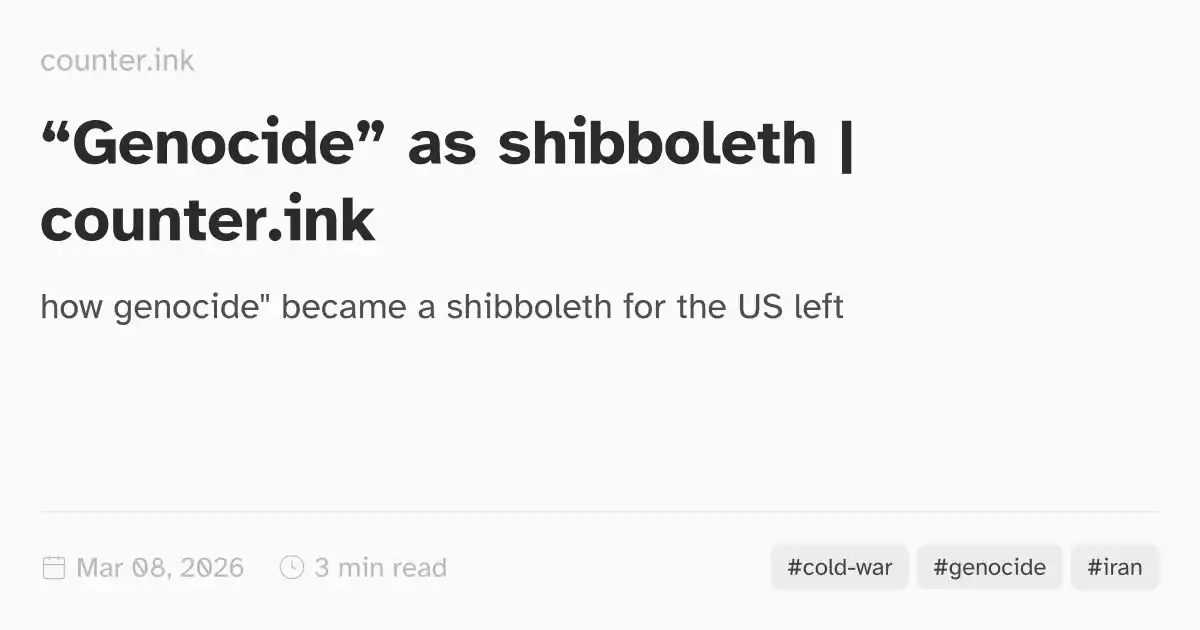 counter.ink
“Genocide” as shibboleth |
counter.ink
how genocide" became a shibboleth for the US left
Mar 08, 2026 3 min read #cold-war #genocide #iran